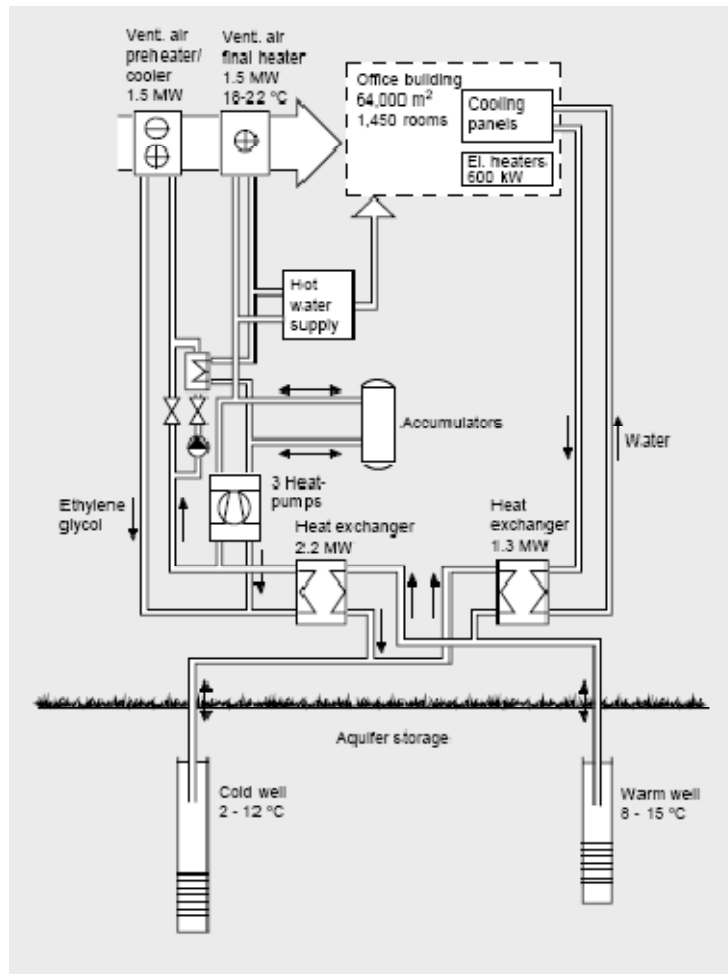 Vent. air
preheater/
cooler
1.5 MW
Vent. air
final heater
1.5 MW
18-22 °C
Office building
64,000 m²
1,450 rooms
Cooling
panels
El. heaters
600 kW
Hot
water
supply
Accumulators
Water
3 Heat-
pumps
Ethylene
glycol
Heat exchanger
2.2 MW
Heat
exchanger
1.3 MW
Aquifer storage
Cold well
2 - 12 °C
Warm well
8 - 15 °C